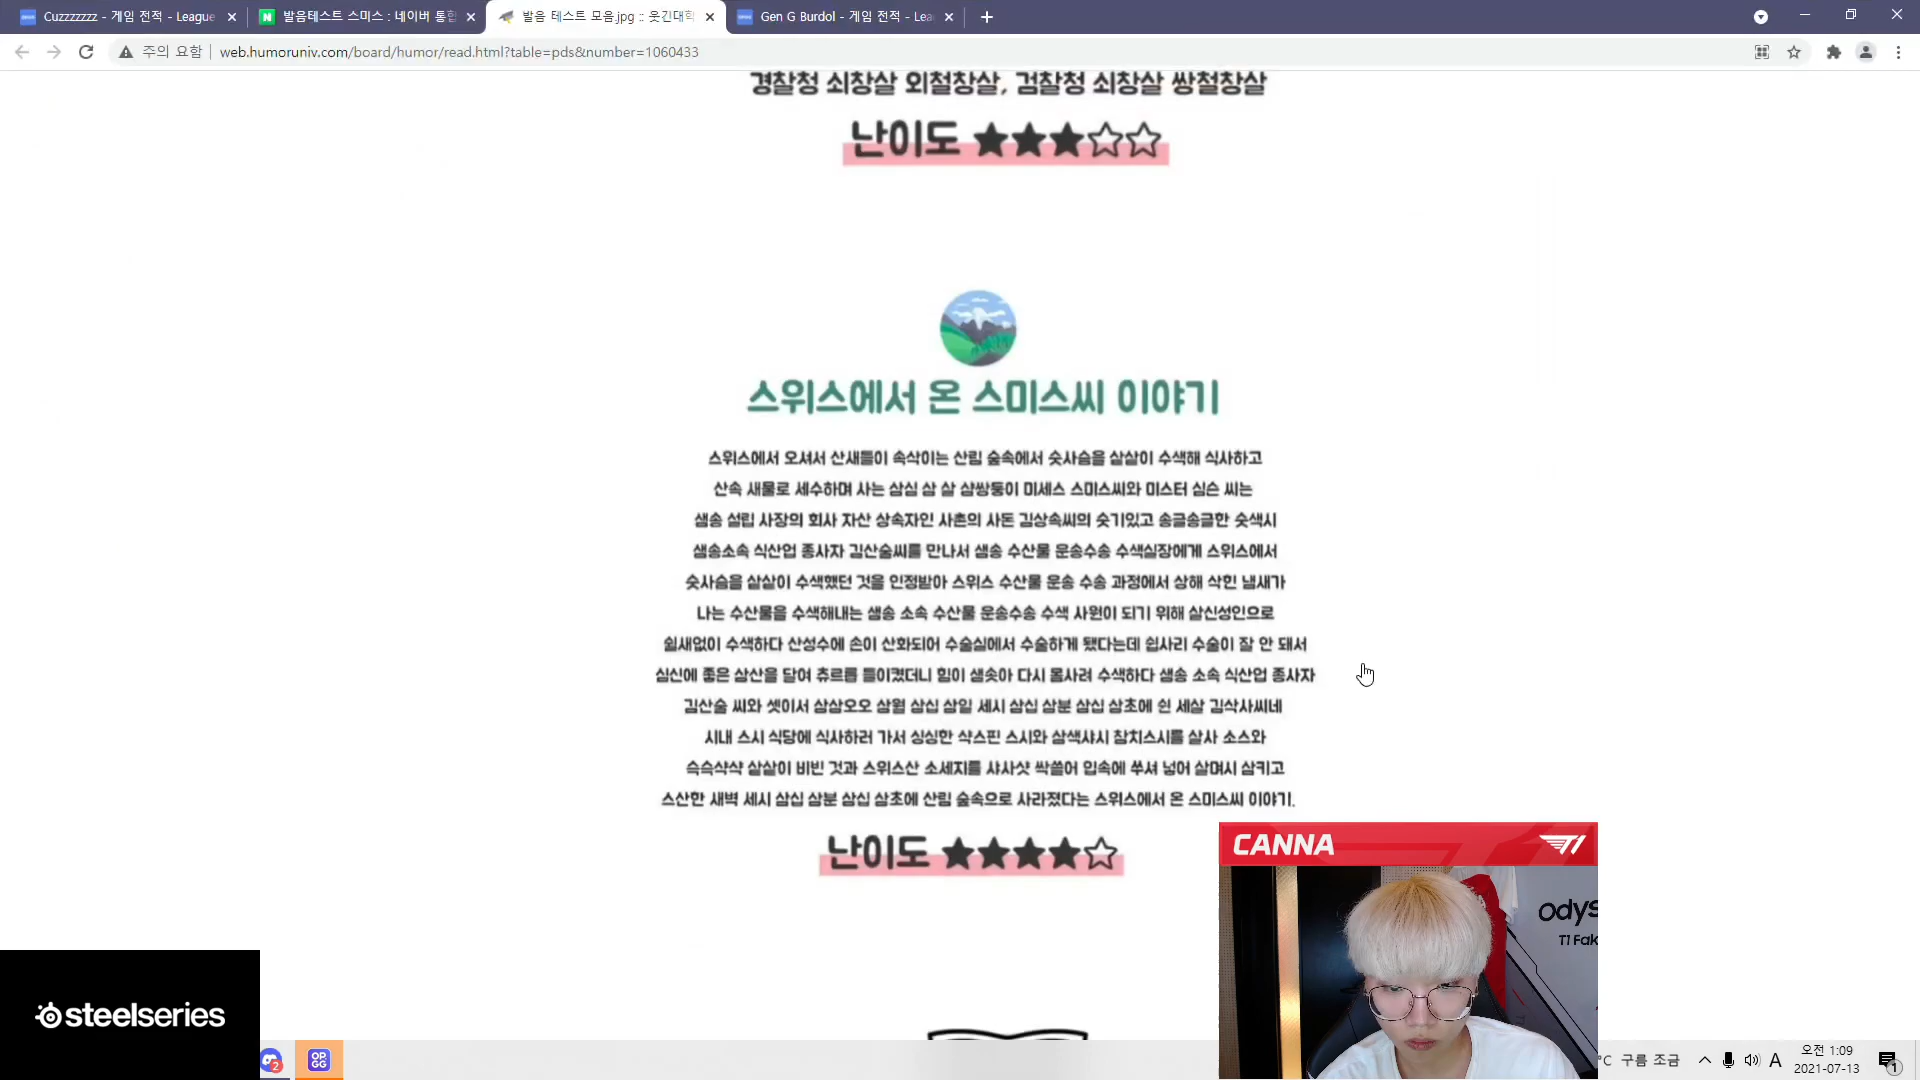 Cuzzzzzzz - 게임 전적 - League
발음테스트 스미스 : 네이버 통합
발음 테스트 모음.jpg :: 웃긴대학
Gen G Burdol - 게임 전적 - Lea
주의 요함
web.humoruniv.com/board/humor/read.html?table=pds&number=1060433
경찰청 쇠창살 외철창살, 검찰청 쇠창살 쌍철창살
난이도 ★★★☆☆
스위스에서 온 스미스씨 이야기
스위스에서 오셔서 산새들이 속삭이는 산림 숲속에서 숫사슴을 샅샅이 수색해 식사하고
산속 새물로 세수하며 사는 삼십 삼 살 샴쌍둥이 미세스 스미스씨와 미스터 심슨 씨는
샘송 설립 사장의 회사 자산 상속자인 사촌의 사돈 김상속씨의 숫기있고 송글송글한 숫색시
샘송소속 식산업 종사자 김산술씨를 만나서 샘송 수산물 운송수송 수색실장에게 스위스에서
숫사슴을 샅샅이 수색했던 것을 인정받아 스위스 수산물 운송 수송 과정에서 상해 삭힌 냄새가
나는 수산물을 수색해내는 샘송 소속 수산물 운송수송 수색 사원이 되기 위해 살신성인으로
쉴새없이 수색하다 산성수에 손이 산화되어 수술실에서 수술하게 됐다는데 쉽사리 수술이 잘 안 돼서
심신에 좋은 산삼을 달여 츄르릅 들이켰더니 힘이 샘솟아 다시 몸사려 수색하다 샘송 소속 식산업 종사자
김산술 씨와 셋이서 삼삼오오 삼월 삼십 삼일 세시 삼십 삼분 삼십 삼초에 쉰 세살 김삭사씨네
시내 스시 식당에 식사하러 가서 싱싱한 샥스핀 스시와 삼색샤시 참치스시를 살사 소스와
슥슥샥샥 샅샅이 비빈 것과 스위스산 소세지를 샤사샷 싹쓸어 입속에 쑤셔 넣어 살며시 삼키고
스산한 새벽 세시 삼십 삼분 삼십 삼초에 산림 숲속으로 사라졌다는 스위스에서 온 스미스씨 이야기.
난이도 ★★★★☆
CANNA
T1
odys
T1 Fak
steelseries
2
OP.GG
°C 구름 조금
A
오전 1:09
2021-07-13
1